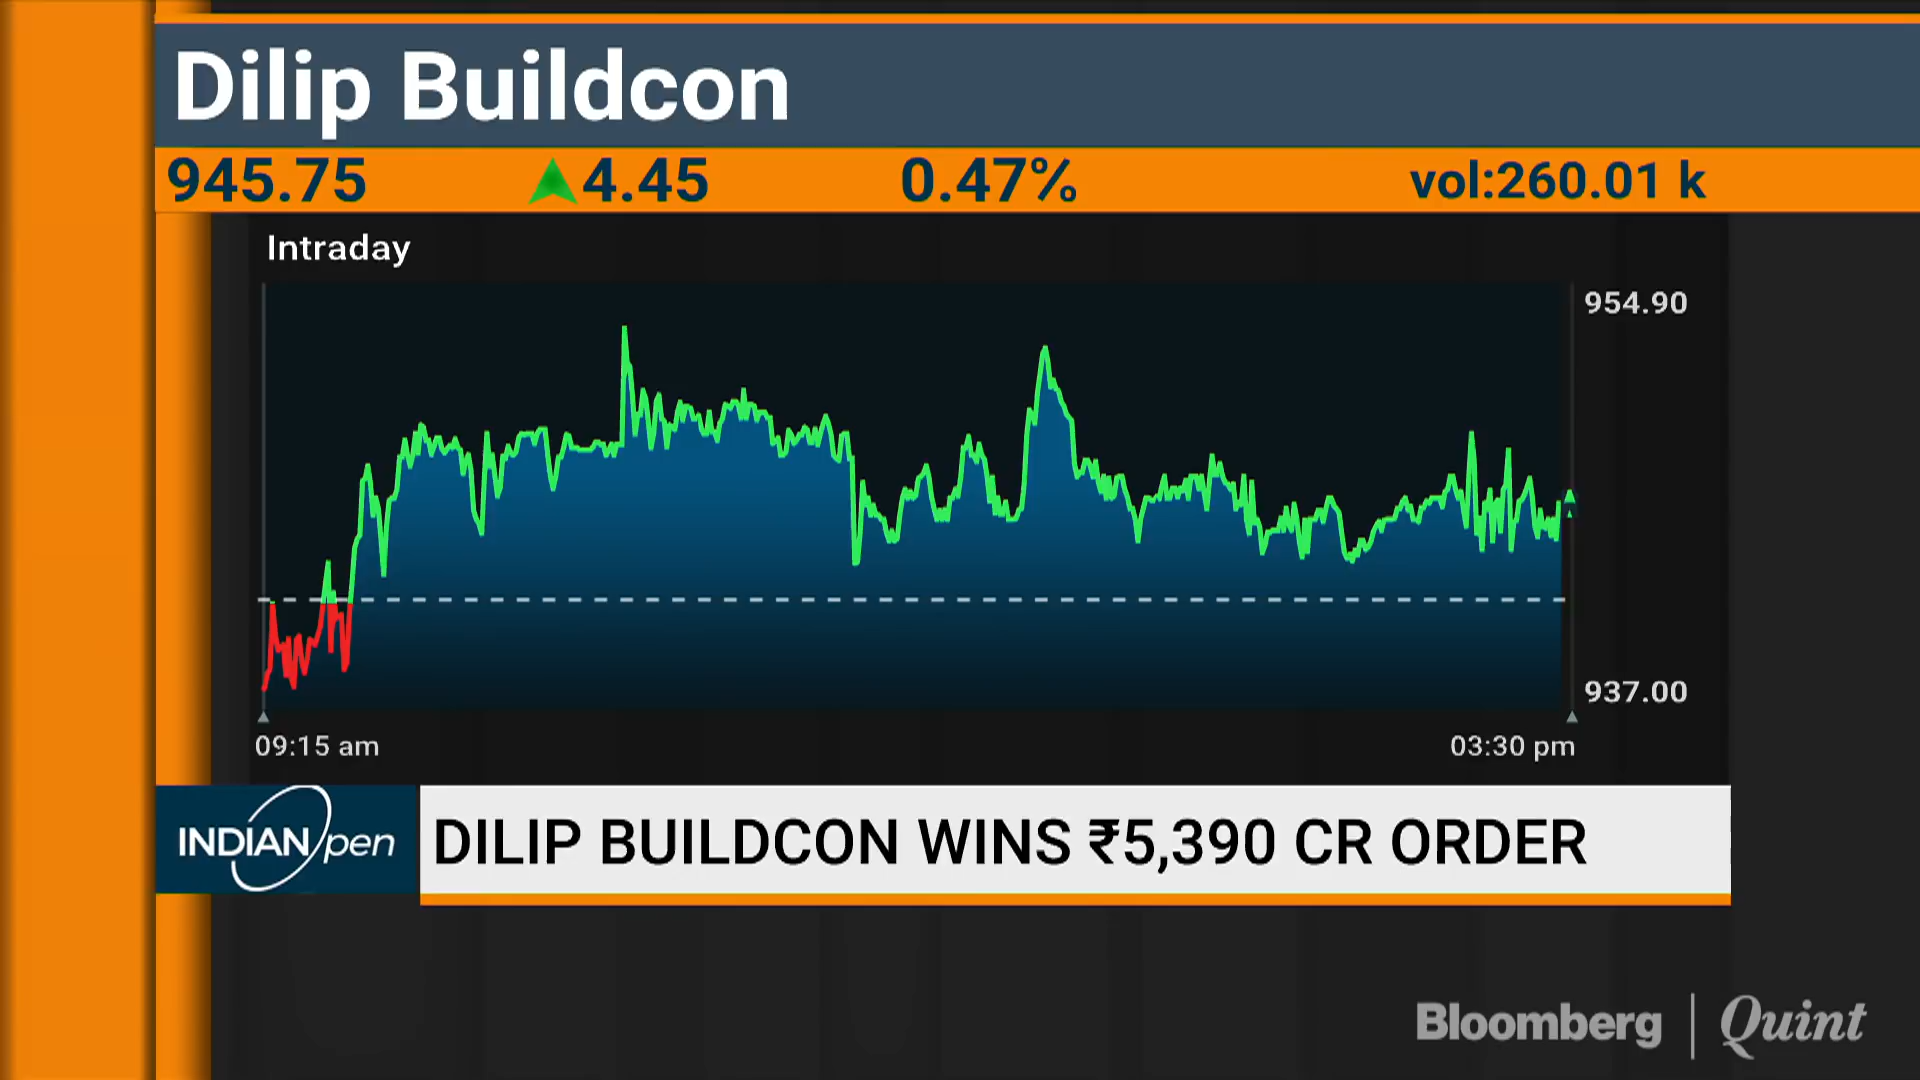 Dilip Buildcon
945.75 4.45 0.47% vol:260.01 k
Intraday
954.90
937.00
09:15 am 03:30 pm
INDIAN Open
DILIP BUILDCON WINS ₹5,390 CR ORDER
Bloomberg | Quint